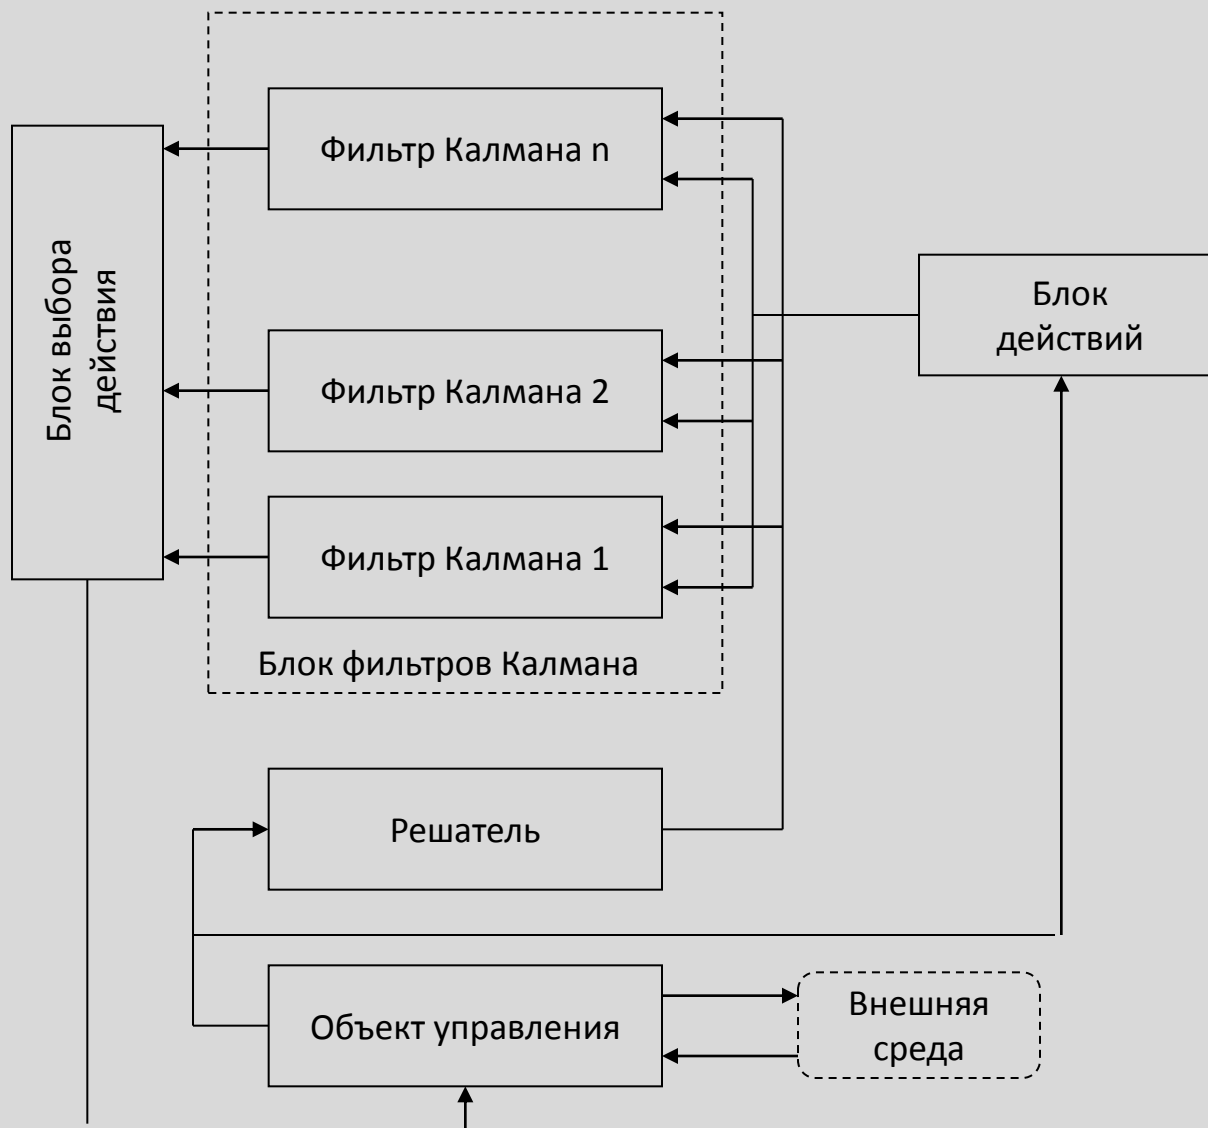 Фильтр Калмана n
Блок выбора
действия
Блок
действий
Фильтр Калмана 2
Фильтр Калмана 1
Блок фильтров Калмана
Решатель
Объект управления
Внешняя
среда